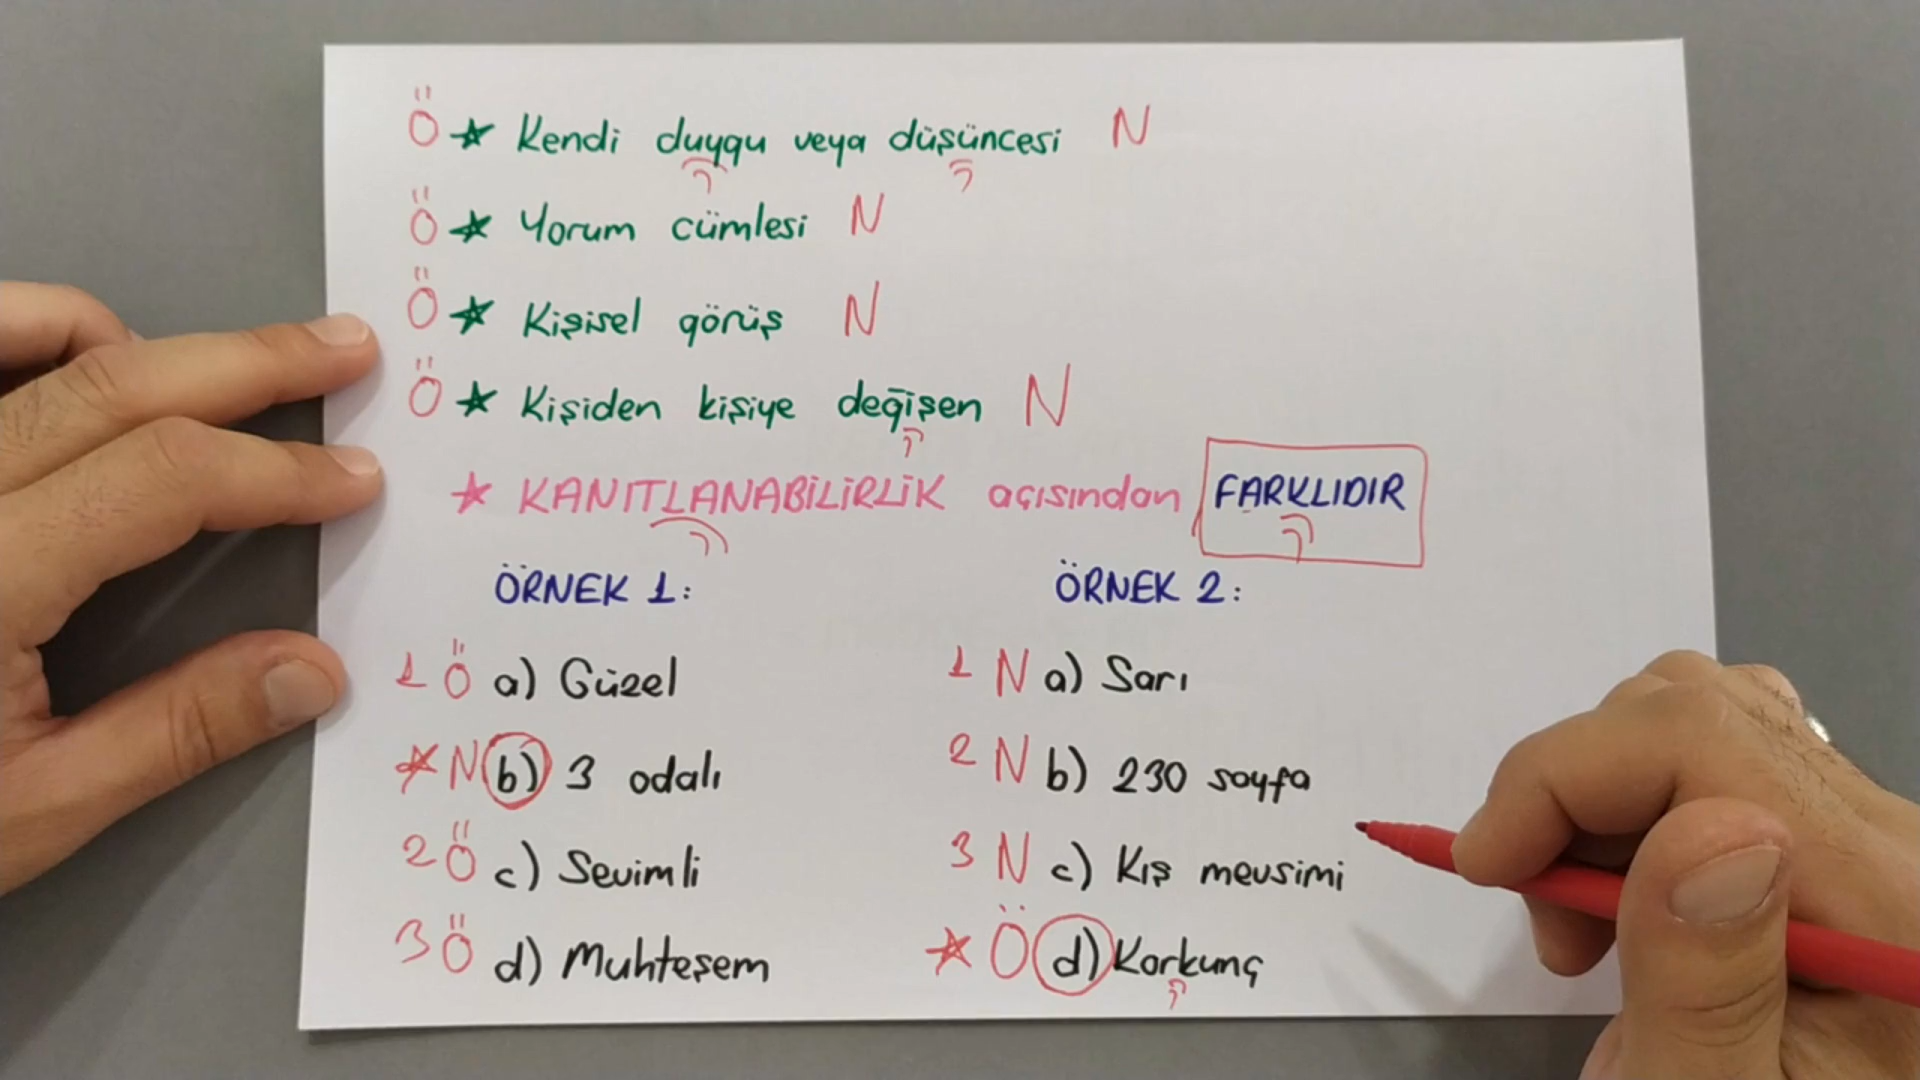 Ö ★ Kendi duygu veya düşüncesi N
Ö ★ Yorum cümlesi N
Ö ★ Kişisel görüş N
Ö ★ Kişiden kişiye değişen N
★ KANITLANABİLİRLİK açısından FARKLIDIR
ÖRNEK 1:
1 Ö a) Güzel
★ N b) 3 odalı
2 Ö c) Sevimli
3 Ö d) Muhteşem
ÖRNEK 2:
1 N a) Sarı
2 N b) 230 sayfa
3 N c) Kış mevsimi
★ Ö d) Korkunç